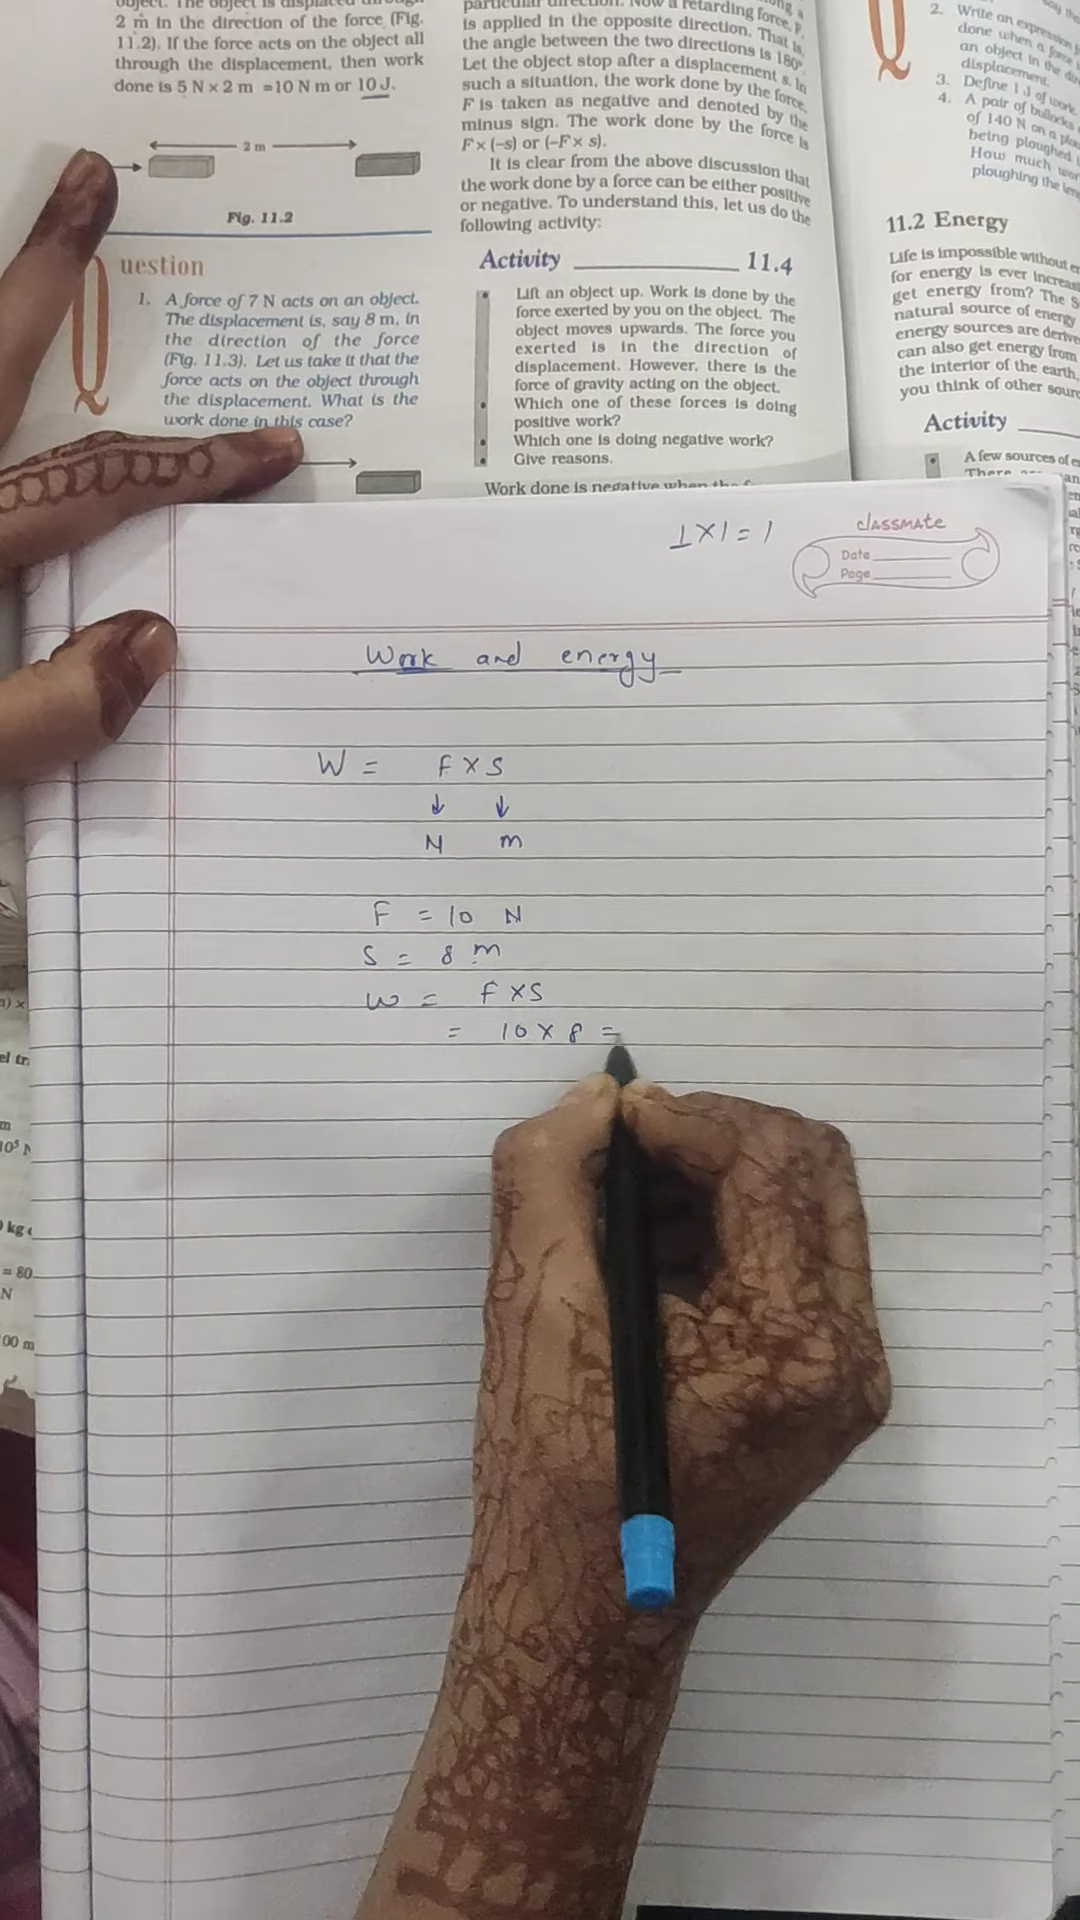 2 m in the direction of the force (Fig.
11.2). If the force acts on the object all
through the displacement, then work
done is 5 N × 2 m =10 N m or 10 J.
2 m
Fig. 11.2
Question
1. A force of 7 N acts on an object.
The displacement is, say 8 m, in
the direction of the force
(Fig. 11.3). Let us take it that the
force acts on the object through
the displacement. What is the
work done in this case?
is applied in the opposite direction. That is,
the angle between the two directions is 180º.
Let the object stop after a displacement s. In
such a situation, the work done by the force,
F is taken as negative and denoted by the
minus sign. The work done by the force is
F × (-s) or (-F × s).
It is clear from the above discussion that
the work done by a force can be either positive
or negative. To understand this, let us do the
following activity:
Activity 11.4
Lift an object up. Work is done by the
force exerted by you on the object. The
object moves upwards. The force you
exerted is in the direction of
displacement. However, there is the
force of gravity acting on the object.
Which one of these forces is doing
positive work?
Which one is doing negative work?
Give reasons.
Work done is negative when the
2. Write an expression
done when a force
an object in the
displacement.
3. Define 1 J of work.
4. A pair of bullocks
of 140 N on a
being ploughed
How much
ploughing the
11.2 Energy
Life is impossible without
for energy is ever
get energy from? The
natural source of energy
energy sources are
can also get energy from
the interior of the earth,
you think of other
Activity
A few sources of
There
1×1=1
classmate
Date
Page
Work and energy
W = F×S
↓ ↓
N m
F = 10 N
S = 8 m
W = F×S
= 10 × 8 =
kg
= 80
N
00 m